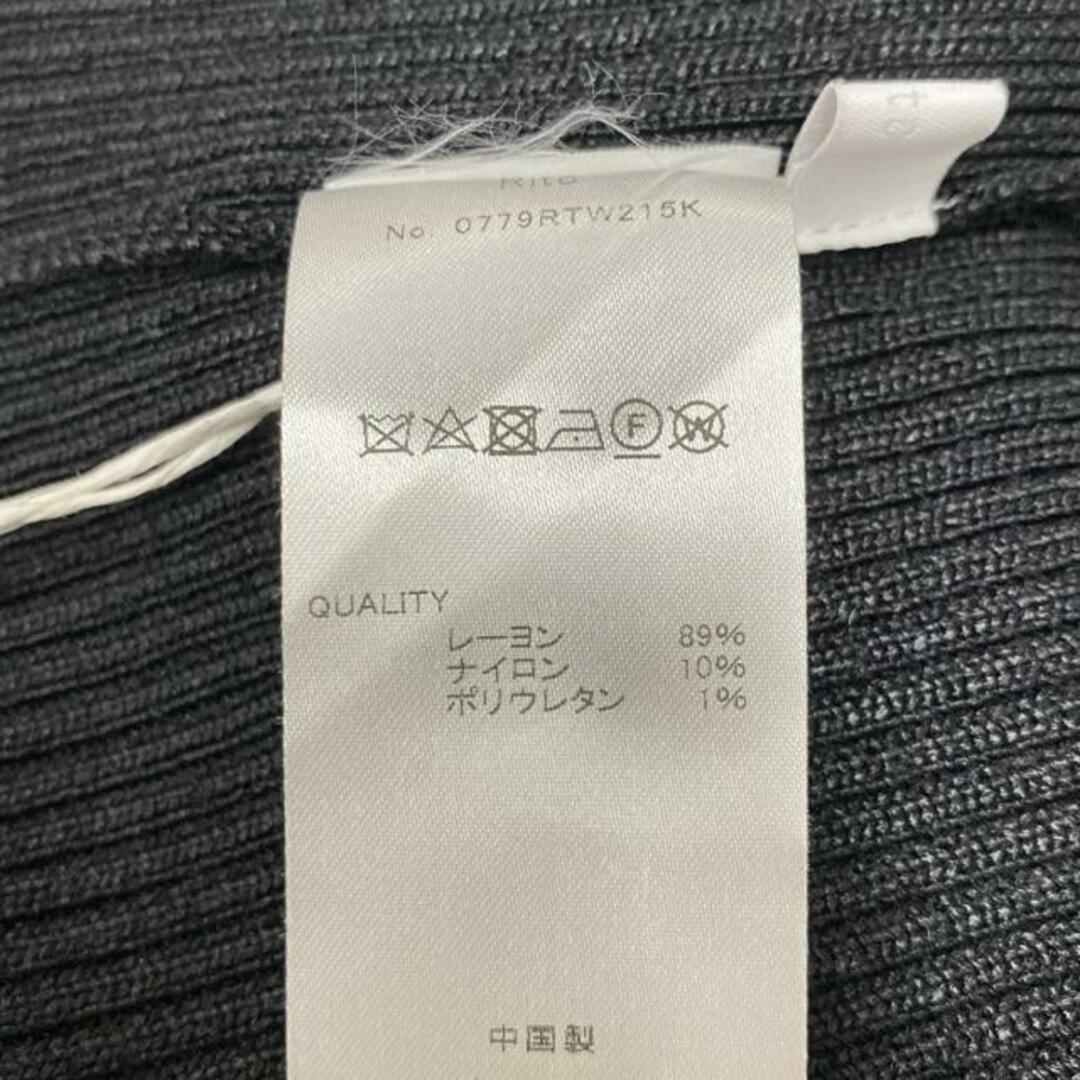 Rito
No. 0779RTW215K
F W
QUALITY
レーヨン 89%
ナイロン 10%
ポリウレタン 1%
中国製